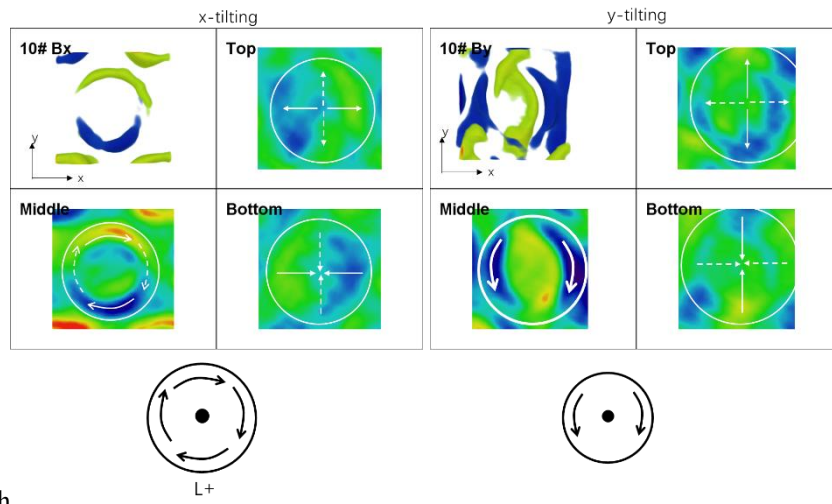 x-tilting
y-tilting
10# Bx
Top
10# By
Top
y
x
y
x
Middle
Bottom
Middle
Bottom
L+